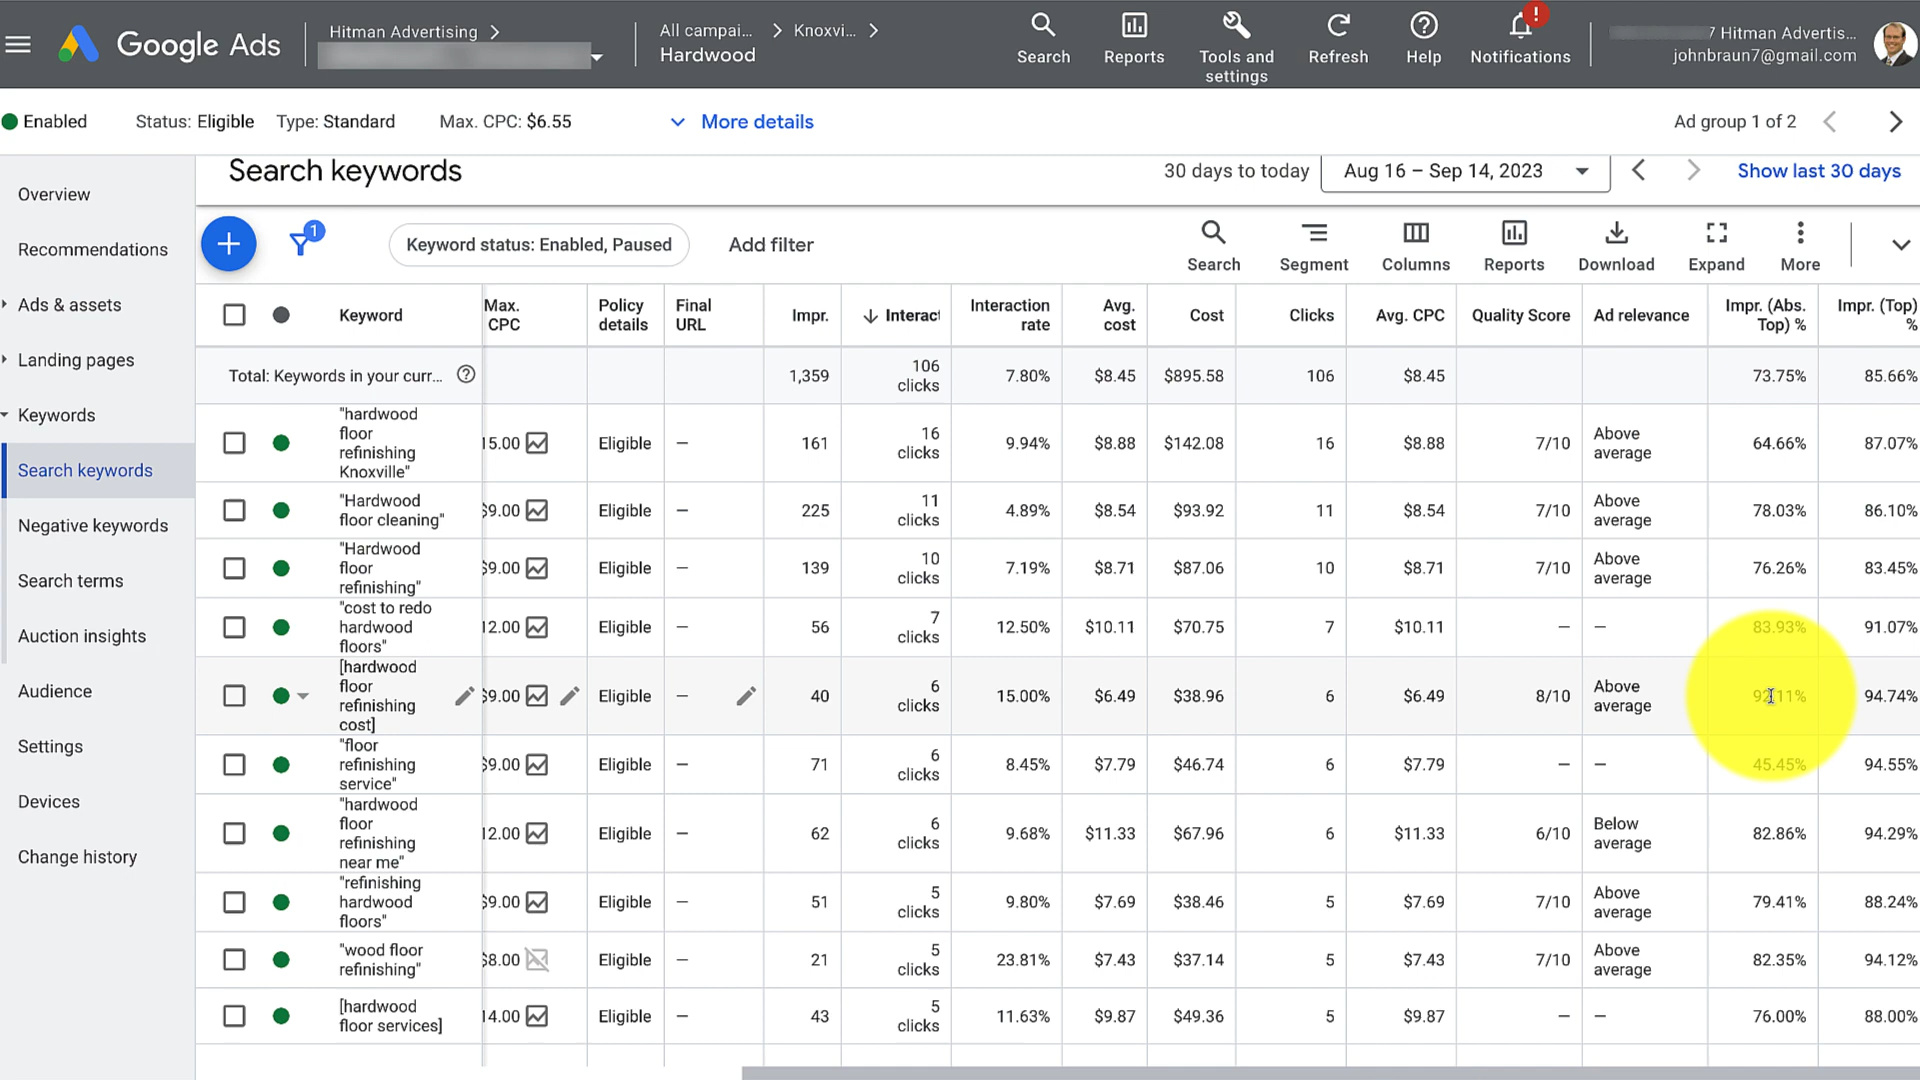 Google Ads
Hitman Advertising
All campai...
Knoxvi...
Hardwood
Search
Reports
Tools and
settings
Refresh
Help
!
Notifications
7 Hitman Advertis...
johnbraun7@gmail.com
Enabled
Status: Eligible
Type: Standard
Max. CPC: $6.55
More details
Ad group 1 of 2
Overview
Recommendations
Ads & assets
Landing pages
Keywords
Search keywords
Negative keywords
Search terms
Auction insights
Audience
Settings
Devices
Change history
Search keywords
30 days to today
Aug 16 – Sep 14, 2023
Show last 30 days
1
Keyword status: Enabled, Paused
Add filter
Search
Segment
Columns
Reports
Download
Expand
More
Keyword
Max.
CPC
Policy
details
Final
URL
Impr.
Interact
Interaction
rate
Avg.
cost
Cost
Clicks
Avg. CPC
Quality Score
Ad relevance
Impr. (Abs.
Top) %
Impr. (Top)
%
Total: Keywords in your curr...
1,359
106
clicks
7.80%
$8.45
$895.58
106
$8.45
73.75%
85.66%
"hardwood
floor
refinishing
Knoxville"
15.00
Eligible
—
161
16
clicks
9.94%
$8.88
$142.08
16
$8.88
7/10
Above
average
64.66%
87.07%
"Hardwood
floor cleaning"
$9.00
Eligible
—
225
11
clicks
4.89%
$8.54
$93.92
11
$8.54
7/10
Above
average
78.03%
86.10%
"Hardwood
floor
refinishing"
$9.00
Eligible
—
139
10
clicks
7.19%
$8.71
$87.06
10
$8.71
7/10
Above
average
76.26%
83.45%
"cost to redo
hardwood
floors"
12.00
Eligible
—
56
7
clicks
12.50%
$10.11
$70.75
7
$10.11
—
—
83.93%
91.07%
[hardwood
floor
refinishing
cost]
$9.00
Eligible
—
40
6
clicks
15.00%
$6.49
$38.96
6
$6.49
8/10
Above
average
94.74%
"floor
refinishing
service"
$9.00
Eligible
—
71
6
clicks
8.45%
$7.79
$46.74
6
$7.79
—
—
45.45%
94.55%
"hardwood
floor
refinishing
near me"
12.00
Eligible
—
62
6
clicks
9.68%
$11.33
$67.96
6
$11.33
6/10
Below
average
82.86%
94.29%
"refinishing
hardwood
floors"
$9.00
Eligible
—
51
5
clicks
9.80%
$7.69
$38.46
5
$7.69
7/10
Above
average
79.41%
88.24%
"wood floor
refinishing"
$8.00
Eligible
—
21
5
clicks
23.81%
$7.43
$37.14
5
$7.43
7/10
Above
average
82.35%
94.12%
[hardwood
floor services]
14.00
Eligible
—
43
5
clicks
11.63%
$9.87
$49.36
5
$9.87
—
—
76.00%
88.00%